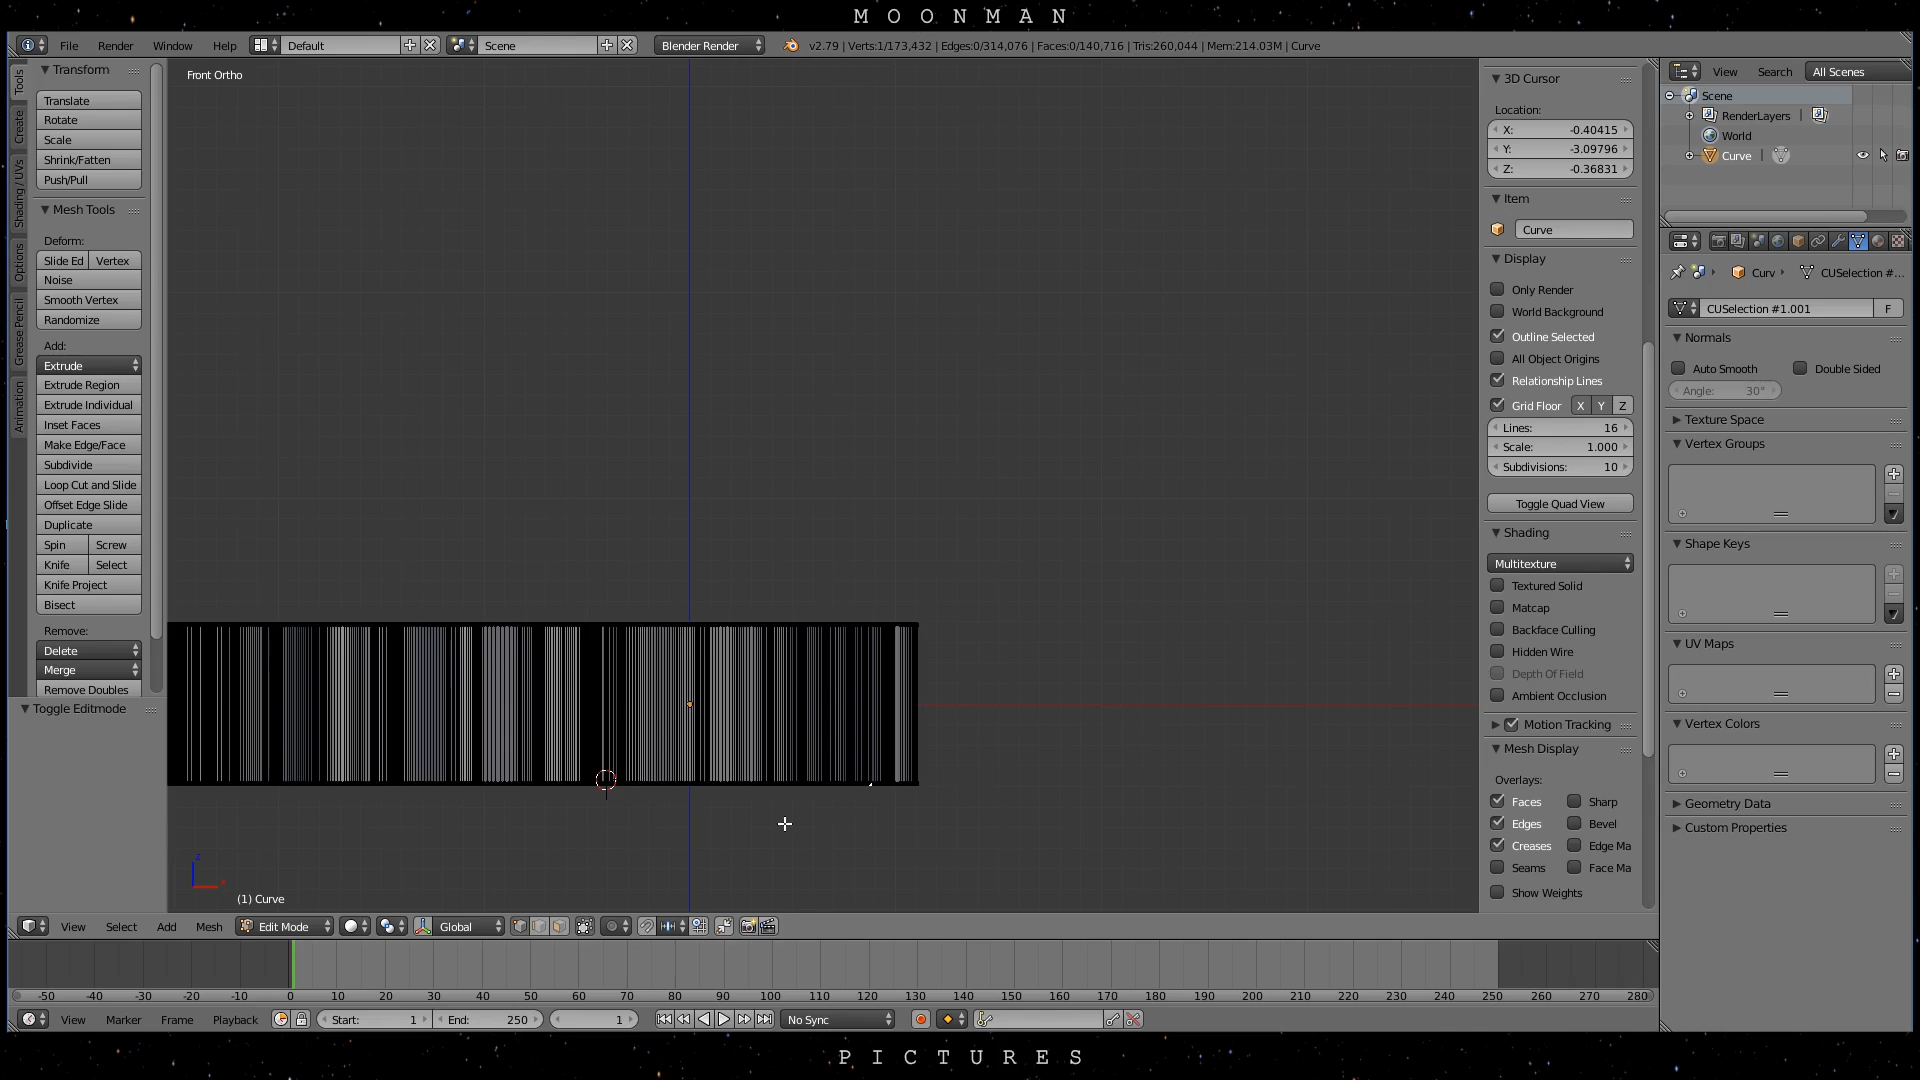 MOONMAN
File Render Window Help Default Scene Blender Render v2.79 | Verts:1/173,432 | Edges:0/314,076 | Faces:0/140,716 | Tris:260,044 | Mem:214.03M | Curve
Tools
Create
Shading / UVs
Options
Grease Pencil
Animation
Transform
Translate
Rotate
Scale
Shrink/Fatten
Push/Pull
Mesh Tools
Deform:
Slide Ed Vertex
Noise
Smooth Vertex
Randomize
Add:
Extrude
Extrude Region
Extrude Individual
Inset Faces
Make Edge/Face
Subdivide
Loop Cut and Slide
Offset Edge Slide
Duplicate
Spin Screw
Knife Select
Knife Project
Bisect
Remove:
Delete
Merge
Remove Doubles
Toggle Editmode
Front Ortho
z
x
(1) Curve
3D Cursor
Location:
X: -0.40415
Y: -3.09796
Z: -0.36831
Item
Curve
Display
Only Render
World Background
Outline Selected
All Object Origins
Relationship Lines
Grid Floor X Y Z
Lines: 16
Scale: 1.000
Subdivisions: 10
Toggle Quad View
Shading
Multitexture
Textured Solid
Matcap
Backface Culling
Hidden Wire
Depth Of Field
Ambient Occlusion
Motion Tracking
Mesh Display
Overlays:
Faces Sharp
Edges Bevel
Creases Edge Ma
Seams Face Ma
Show Weights
View Search All Scenes
Scene
RenderLayers |
World
Curve |
Curv CUSelection #...
CUSelection #1.001 F
Normals
Auto Smooth Double Sided
Angle: 30°
Texture Space
Vertex Groups
Shape Keys
UV Maps
Vertex Colors
Geometry Data
Custom Properties
View Select Add Mesh Edit Mode Global
-50 -40 -30 -20 -10 0 10 20 30 40 50 60 70 80 90 100 110 120 130 140 150 160 170 180 190 200 210 220 230 240 250 260 270 280
View Marker Frame Playback Start: 1 End: 250 1 No Sync
PICTURES